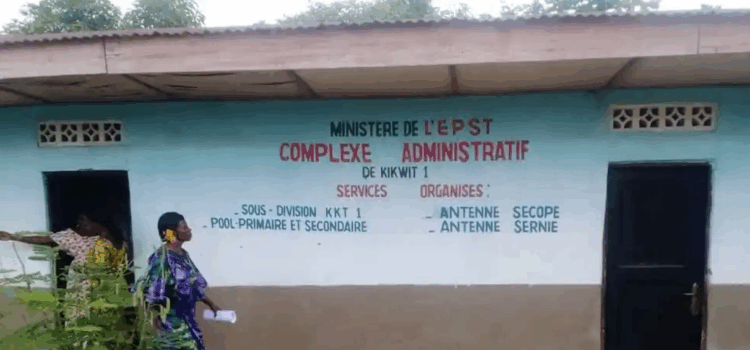 MINISTERE DE L'EPST
COMPLEXE ADMINISTRATIF
DE KIKWIT 1
SERVICES ORGANISES:
- SOUS-DIVISION KKT 1
- POOL-PRIMAIRE ET SECONDAIRE
- ANTENNE SECOPE
- ANTENNE SERNIE